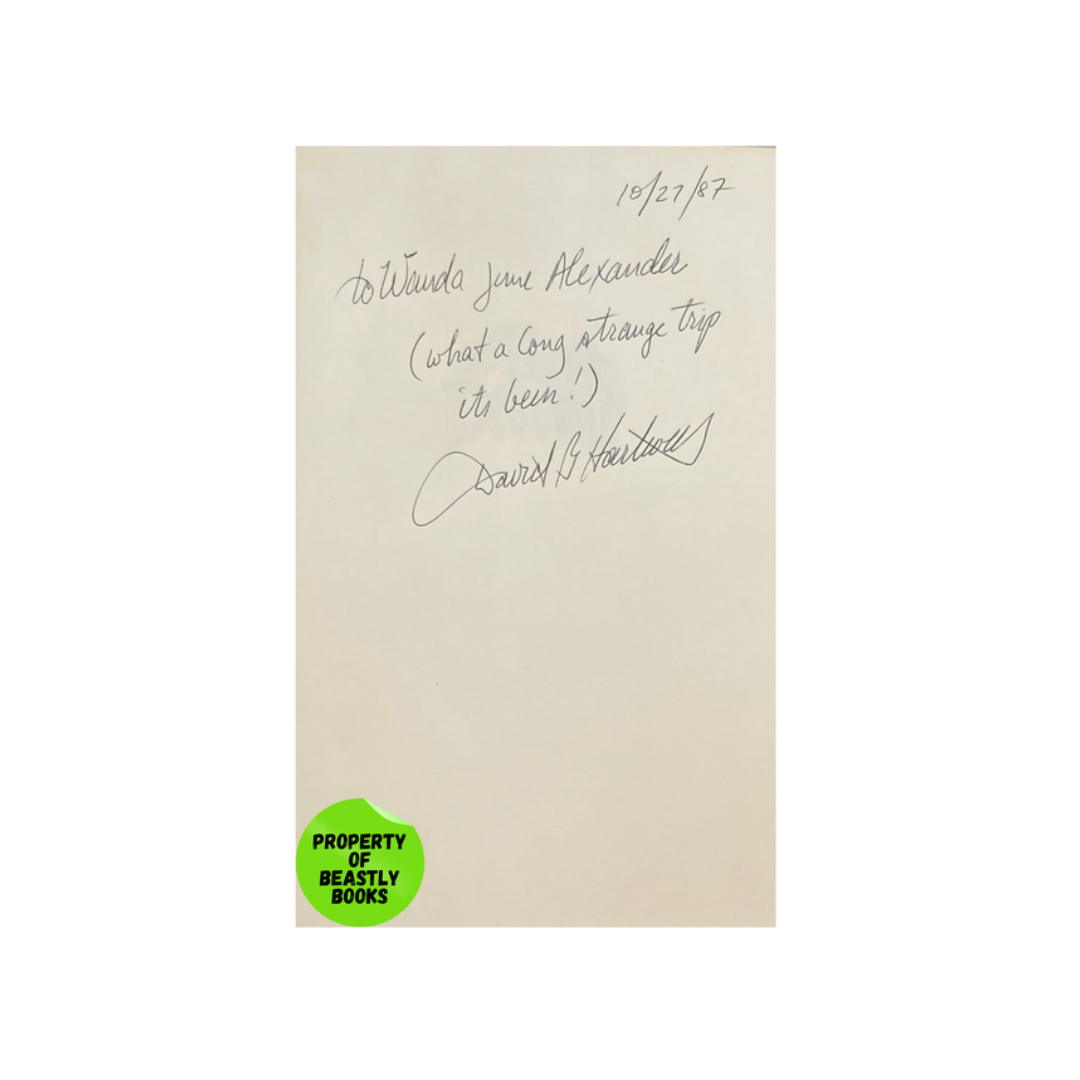 10/27/87
to Wanda June Alexander
(what a long strange trip
its been!)
David G Hartwell
PROPERTY
OF
BEASTLY
BOOKS